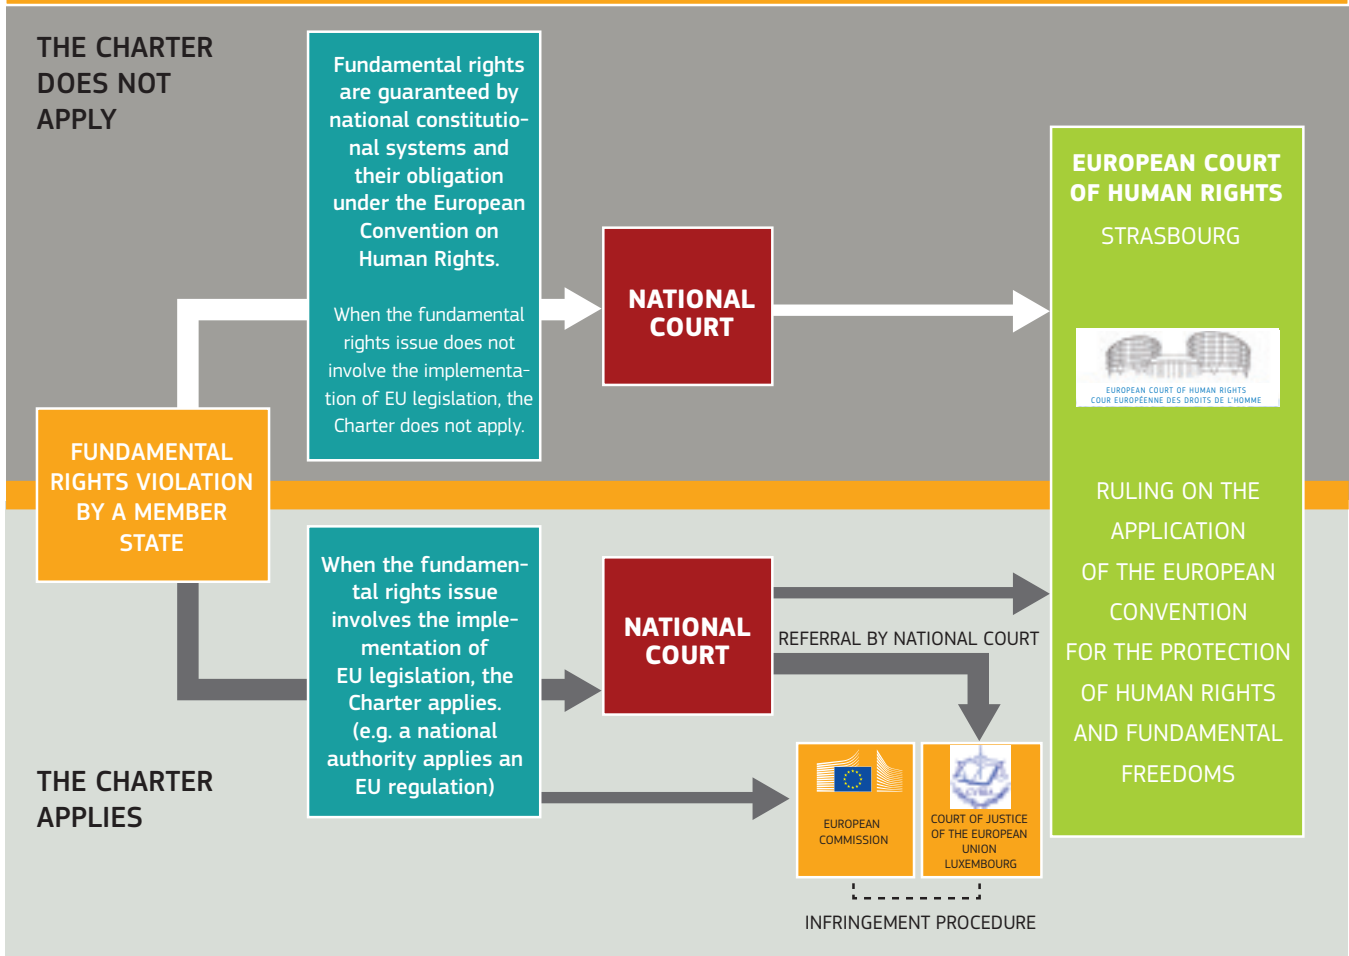 THE CHARTER
DOES NOT
APPLY
Fundamental rights
are guaranteed by
national constitutio-
nal systems and
their obligation
under the European
Convention on
Human Rights.
When the fundamental
rights issue does not
involve the implementa-
tion of EU legislation, the
Charter does not apply.
NATIONAL
COURT
EUROPEAN COURT
OF HUMAN RIGHTS
STRASBOURG
EUROPEAN COURT OF HUMAN RIGHTS
COUR EUROPÉENNE DES DROITS DE L'HOMME
RULING ON THE
APPLICATION
OF THE EUROPEAN
CONVENTION
FOR THE PROTECTION
OF HUMAN RIGHTS
AND FUNDAMENTAL
FREEDOMS
FUNDAMENTAL
RIGHTS VIOLATION
BY A MEMBER
STATE
When the fundamen-
tal rights issue
involves the imple-
mentation of
EU legislation, the
Charter applies.
(e.g. a national
authority applies an
EU regulation)
NATIONAL
COURT
REFERRAL BY NATIONAL COURT
THE CHARTER
APPLIES
EUROPEAN
COMMISSION
COURT OF JUSTICE
OF THE EUROPEAN
UNION
LUXEMBOURG
INFRINGEMENT PROCEDURE